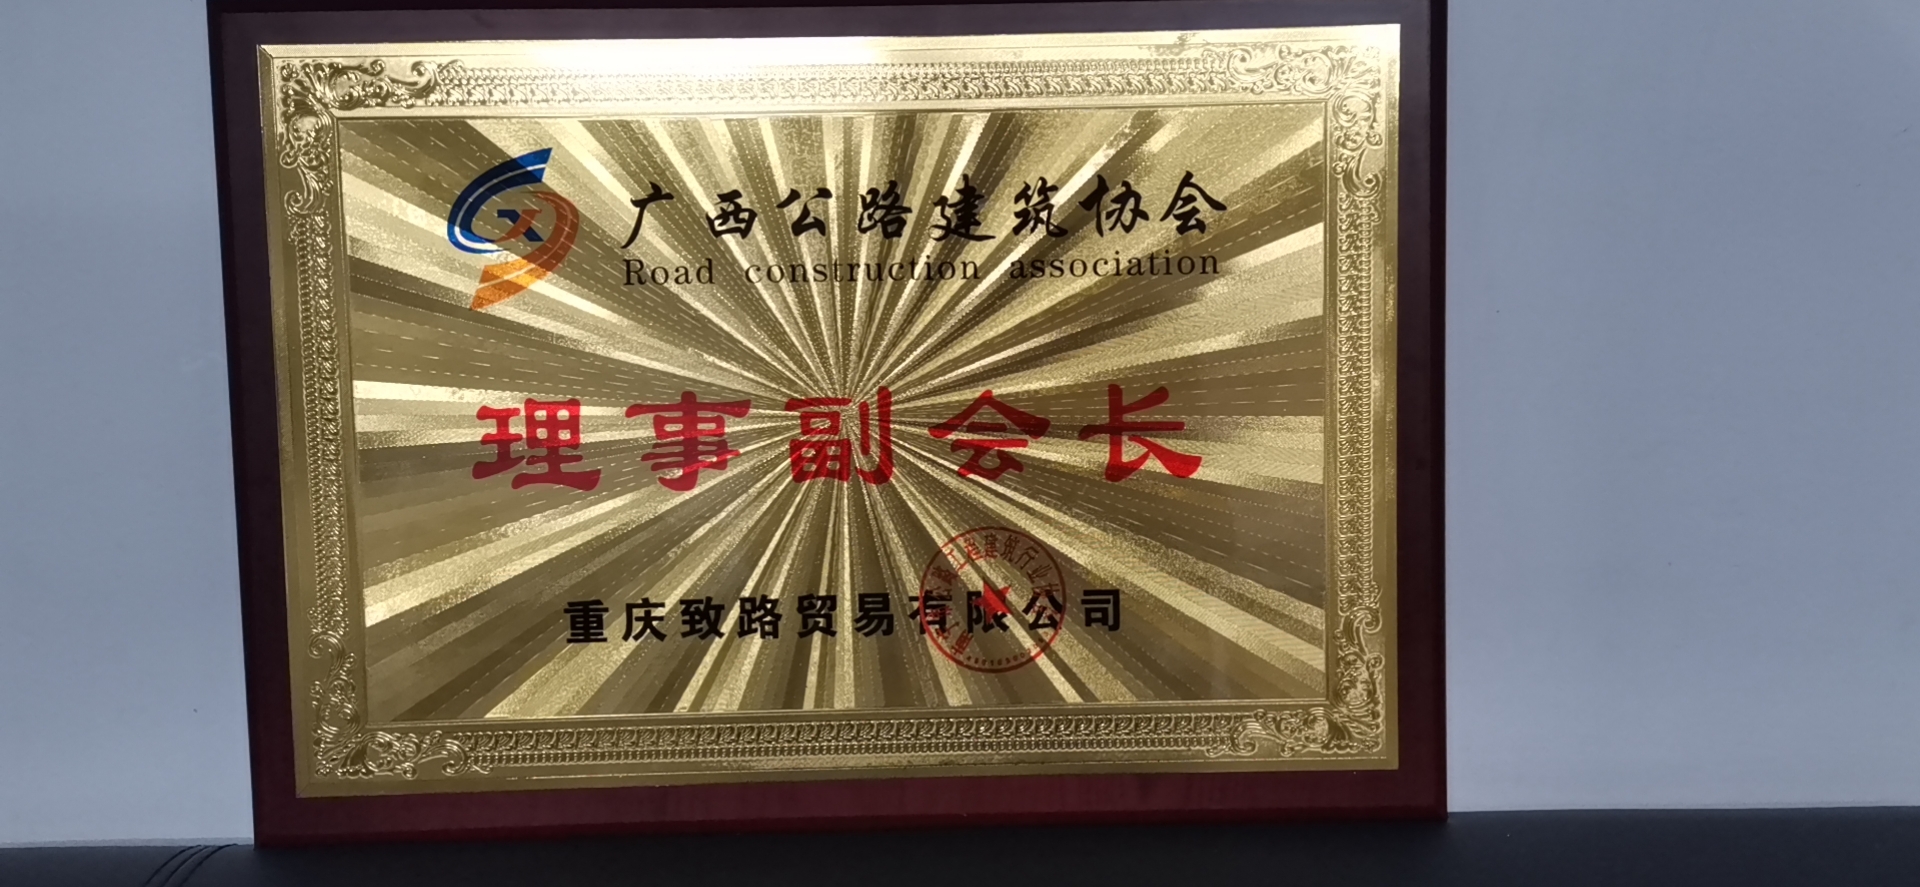 广西公路建筑协会
Road construction association
理事副会长
重庆致路贸易有限公司